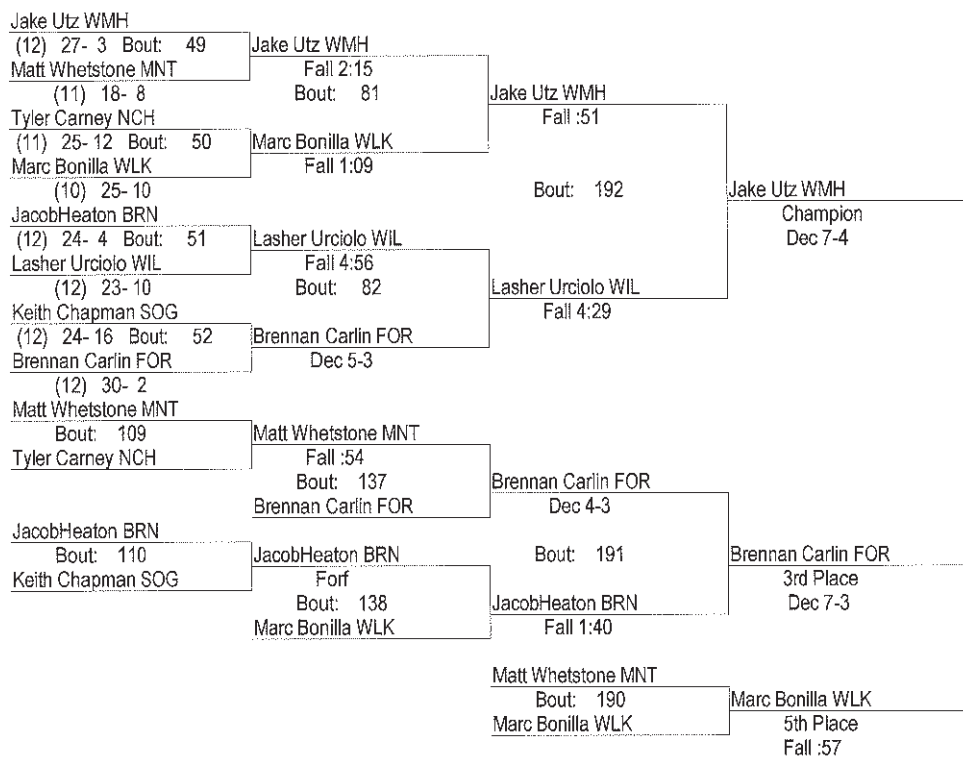 Jake Utz WMH
(12) 27- 3 Bout: 49
Matt Whetstone MNT
(11) 18- 8
Tyler Carney NCH
(11) 25- 12 Bout: 50
Marc Bonilla WLK
(10) 25- 10
JacobHeaton BRN
(12) 24- 4 Bout: 51
Lasher Urciolo WIL
(12) 23- 10
Keith Chapman SOG
(12) 24- 16 Bout: 52
Brennan Carlin FOR
(12) 30- 2
Jake Utz WMH
Fall 2:15
Bout: 81
Marc Bonilla WLK
Fall 1:09
Lasher Urciolo WIL
Fall 4:56
Bout: 82
Brennan Carlin FOR
Dec 5-3
Jake Utz WMH
Fall :51
Bout: 192
Lasher Urciolo WIL
Fall 4:29
Jake Utz WMH
Champion
Dec 7-4
Matt Whetstone MNT
Bout: 109
Tyler Carney NCH
JacobHeaton BRN
Bout: 110
Keith Chapman SOG
Matt Whetstone MNT
Fall :54
Bout: 137
Brennan Carlin FOR
JacobHeaton BRN
Forf
Bout: 138
Marc Bonilla WLK
Brennan Carlin FOR
Dec 4-3
Bout: 191
JacobHeaton BRN
Fall 1:40
Brennan Carlin FOR
3rd Place
Dec 7-3
Matt Whetstone MNT
Bout: 190
Marc Bonilla WLK
Marc Bonilla WLK
5th Place
Fall :57